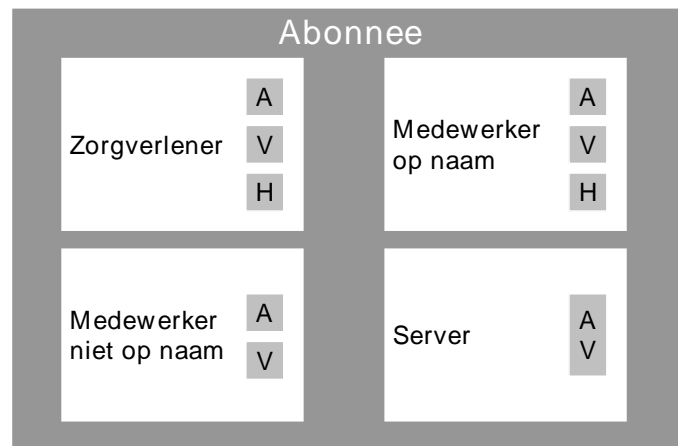 Abonnee
Zorgverlener
A
V
H
Medewerker
op naam
A
V
H
Medewerker
niet op naam
A
V
Server
A
V